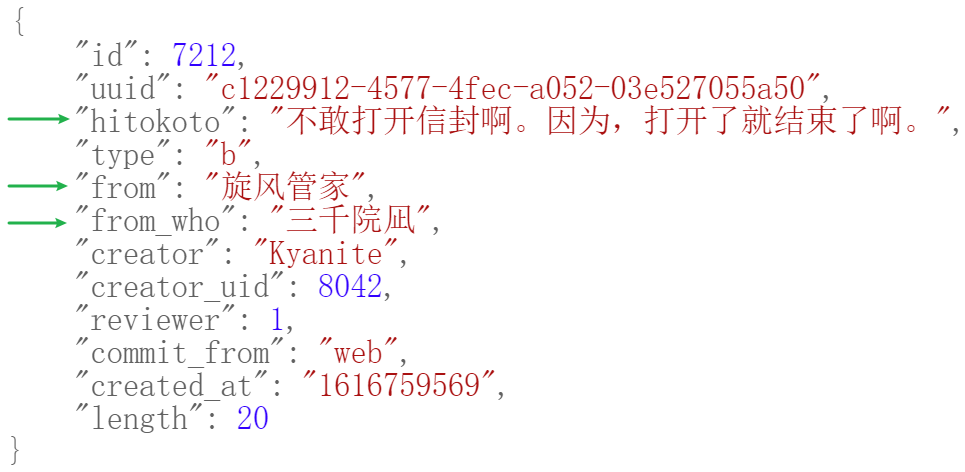 {
"id": 7212,
"uuid": "c1229912-4577-4fec-a052-03e527055a50",
"hitokoto": "不敢打开信封啊。因为，打开了就结束了啊。",
"type": "b",
"from": "旋风管家",
"from_who": "三千院凪",
"creator": "Kyanite",
"creator_uid": 8042,
"reviewer": 1,
"commit_from": "web",
"created_at": "1616759569",
"length": 20
}